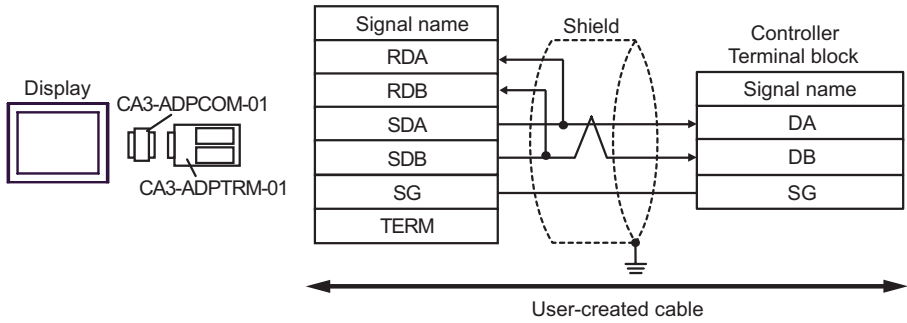 Display
CA3-ADPCOM-01
CA3-ADPTRM-01
Signal name
RDA
RDB
SDA
SDB
SG
TERM
Shield
Controller
Terminal block
Signal name
DA
DB
SG
User-created cable